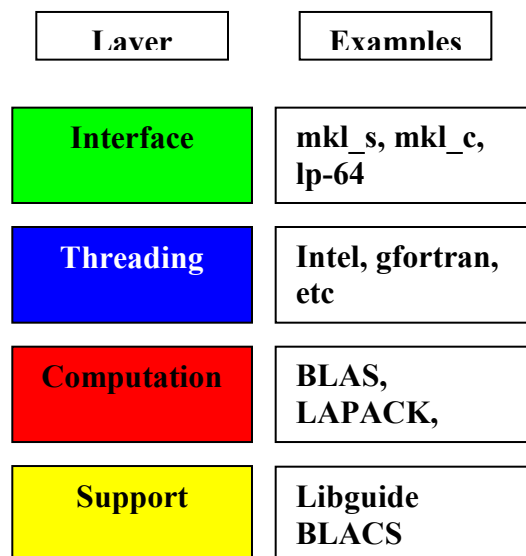 Layer Examples
Interface mkl_s, mkl_c,
lp-64
Threading Intel, gfortran,
etc
Computation BLAS,
LAPACK,
Support Libguide
BLACS